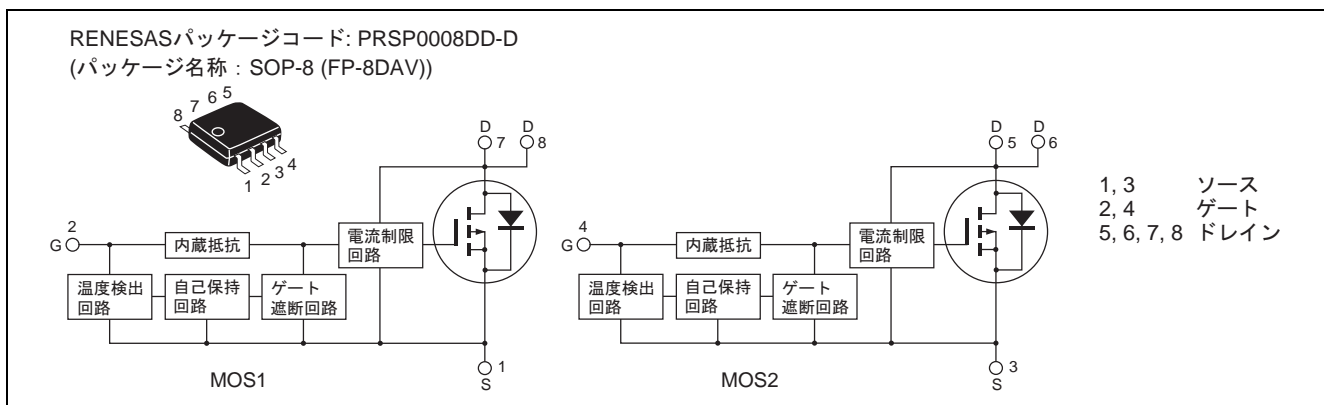 RENESASパッケージコード: PRSP0008DD-D
(パッケージ名称 : SOP-8 (FP-8DAV))
8 7 6 5
1 2 3 4
D D
7 8
2
G
内蔵抵抗
電流制限
回路
温度検出
回路
自己保持
回路
ゲート
遮断回路
1
S
MOS1
D D
5 6
4
G
内蔵抵抗
電流制限
回路
温度検出
回路
自己保持
回路
ゲート
遮断回路
3
S
MOS2
1, 3 ソース
2, 4 ゲート
5, 6, 7, 8 ドレイン